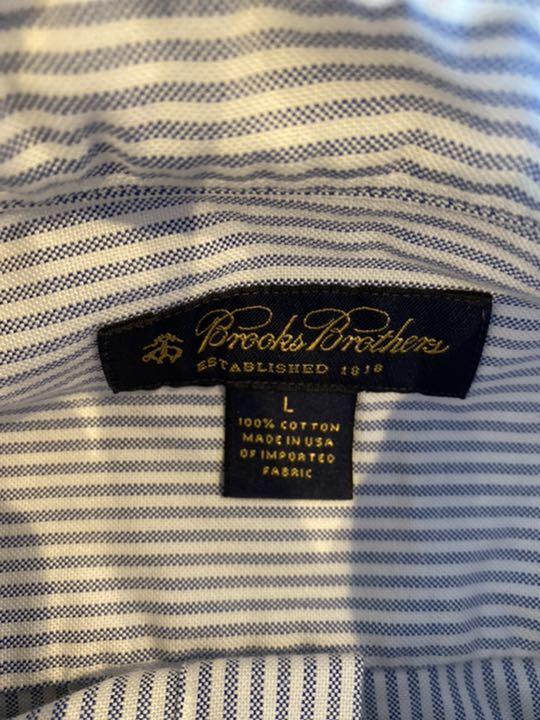 Brooks Brothers
ESTABLISHED 1818
L
100% COTTON
MADE IN USA
OF IMPORTED
FABRIC